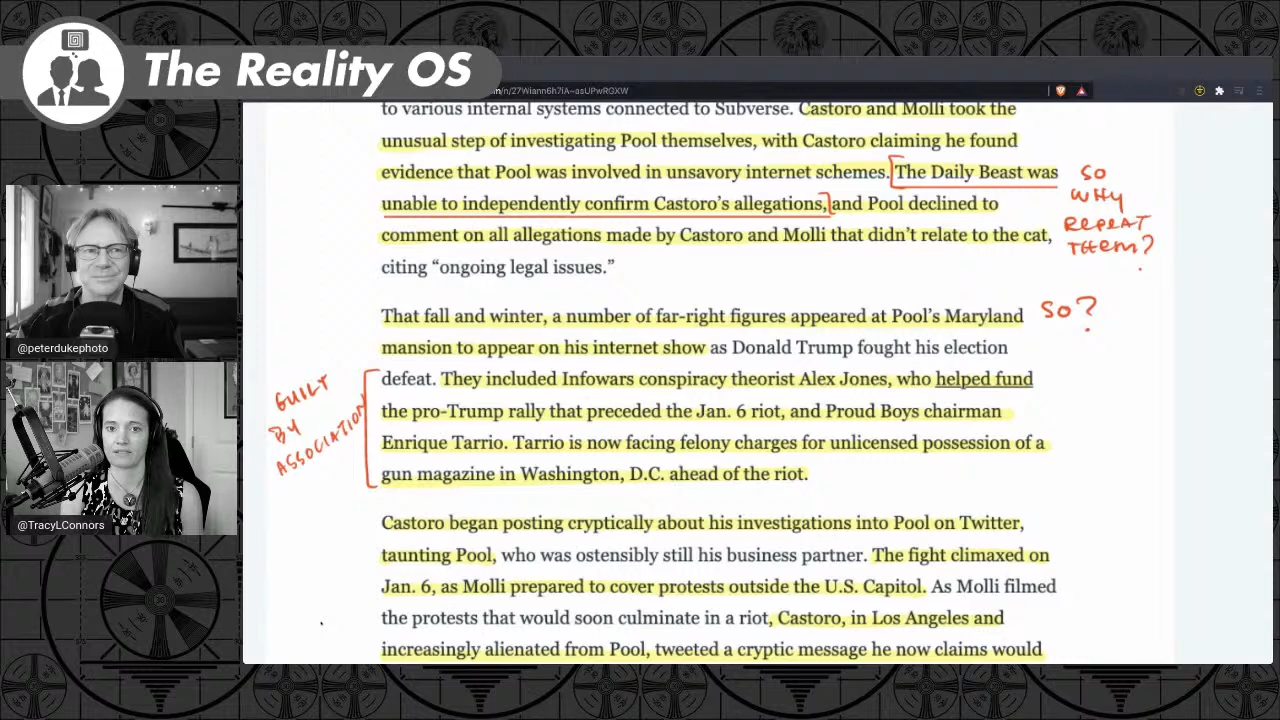 The Reality OS
n/27Wiann6h7iA-asUPwRGXW
@peterdukephoto
@TracyLConnors
to various internal systems connected to Subverse. Castoro and Molli took the
unusual step of investigating Pool themselves, with Castoro claiming he found
evidence that Pool was involved in unsavory internet schemes. The Daily Beast was
unable to independently confirm Castoro’s allegations, and Pool declined to
comment on all allegations made by Castoro and Molli that didn’t relate to the cat,
citing “ongoing legal issues.”
SO
WHY
REPEAT
THEM?
That fall and winter, a number of far-right figures appeared at Pool’s Maryland
mansion to appear on his internet show as Donald Trump fought his election
defeat. They included Infowars conspiracy theorist Alex Jones, who helped fund
the pro-Trump rally that preceded the Jan. 6 riot, and Proud Boys chairman
Enrique Tarrio. Tarrio is now facing felony charges for unlicensed possession of a
gun magazine in Washington, D.C. ahead of the riot.
SO?
GUILT
BY
ASSOCIATION
Castoro began posting cryptically about his investigations into Pool on Twitter,
taunting Pool, who was ostensibly still his business partner. The fight climaxed on
Jan. 6, as Molli prepared to cover protests outside the U.S. Capitol. As Molli filmed
the protests that would soon culminate in a riot, Castoro, in Los Angeles and
increasingly alienated from Pool, tweeted a cryptic message he now claims would